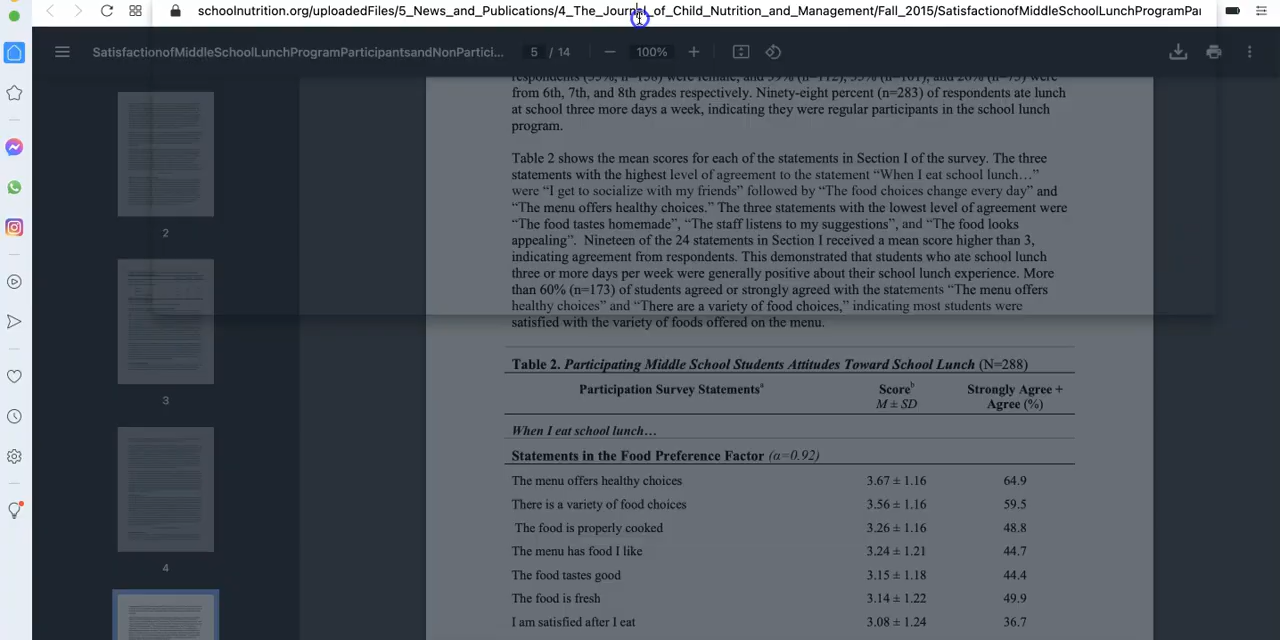 schoolnutrition.org/uploadedFiles/5_News_and_Publications/4_The_Journal_of_Child_Nutrition_and_Management/Fall_2015/SatisfactionofMiddleSchoolLunchProgramPar
SatisfactionofMiddleSchoolLunchProgramParticipantsandNonPartici... 5 / 14 100%
2
3
4
from 6th, 7th, and 8th grades respectively. Ninety-eight percent (n=283) of respondents ate lunch
at school three more days a week, indicating they were regular participants in the school lunch
program.
Table 2 shows the mean scores for each of the statements in Section I of the survey. The three
statements with the highest level of agreement to the statement “When I eat school lunch…”
were “I get to socialize with my friends” followed by “The food choices change every day” and
“The menu offers healthy choices.” The three statements with the lowest level of agreement were
“The food tastes homemade”, “The staff listens to my suggestions”, and “The food looks
appealing”. Nineteen of the 24 statements in Section I received a mean score higher than 3,
indicating agreement from respondents. This demonstrated that students who ate school lunch
three or more days per week were generally positive about their school lunch experience. More
than 60% (n=173) of students agreed or strongly agreed with the statements “The menu offers
healthy choices” and “There are a variety of food choices,” indicating most students were
satisfied with the variety of foods offered on the menu.
Table 2. Participating Middle School Students Attitudes Toward School Lunch (N=288)
Participation Survey Statementsᵃ Scoreᵇ Strongly Agree +
M ± SD Agree (%)
When I eat school lunch…
Statements in the Food Preference Factor (α=0.92)
The menu offers healthy choices 3.67 ± 1.16 64.9
There is a variety of food choices 3.56 ± 1.16 59.5
The food is properly cooked 3.26 ± 1.16 48.8
The menu has food I like 3.24 ± 1.21 44.7
The food tastes good 3.15 ± 1.18 44.4
The food is fresh 3.14 ± 1.22 49.9
I am satisfied after I eat 3.08 ± 1.24 36.7